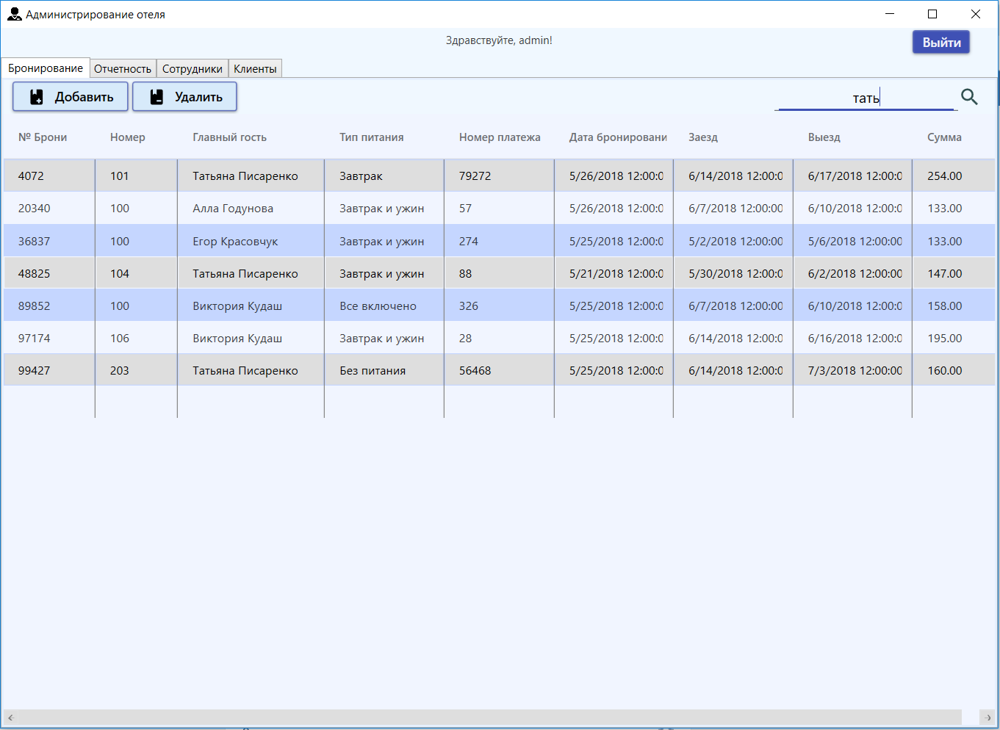 Администрирование отеля
Здравствуйте, admin!
Выйти
Бронирование Отчетность Сотрудники Клиенты
Добавить Удалить тать
№ Брони Номер Главный гость Тип питания Номер платежа Дата бронировани Заезд Выезд Сумма
4072 101 Татьяна Писаренко Завтрак 79272 5/26/2018 12:00:0 6/14/2018 12:00:0 6/17/2018 12:00:0 254.00
20340 100 Алла Годунова Завтрак и ужин 57 5/26/2018 12:00:0 6/7/2018 12:00:00 6/10/2018 12:00:0 133.00
36837 100 Егор Красовчук Завтрак и ужин 274 5/25/2018 12:00:0 5/2/2018 12:00:00 5/6/2018 12:00:00 133.00
48825 104 Татьяна Писаренко Завтрак и ужин 88 5/21/2018 12:00:0 5/30/2018 12:00:0 6/2/2018 12:00:00 147.00
89852 100 Виктория Кудаш Все включено 326 5/25/2018 12:00:0 6/7/2018 12:00:00 6/10/2018 12:00:0 158.00
97174 106 Виктория Кудаш Завтрак и ужин 28 5/25/2018 12:00:0 6/14/2018 12:00:0 6/16/2018 12:00:0 195.00
99427 203 Татьяна Писаренко Без питания 56468 5/25/2018 12:00:0 6/14/2018 12:00:0 7/3/2018 12:00:00 160.00